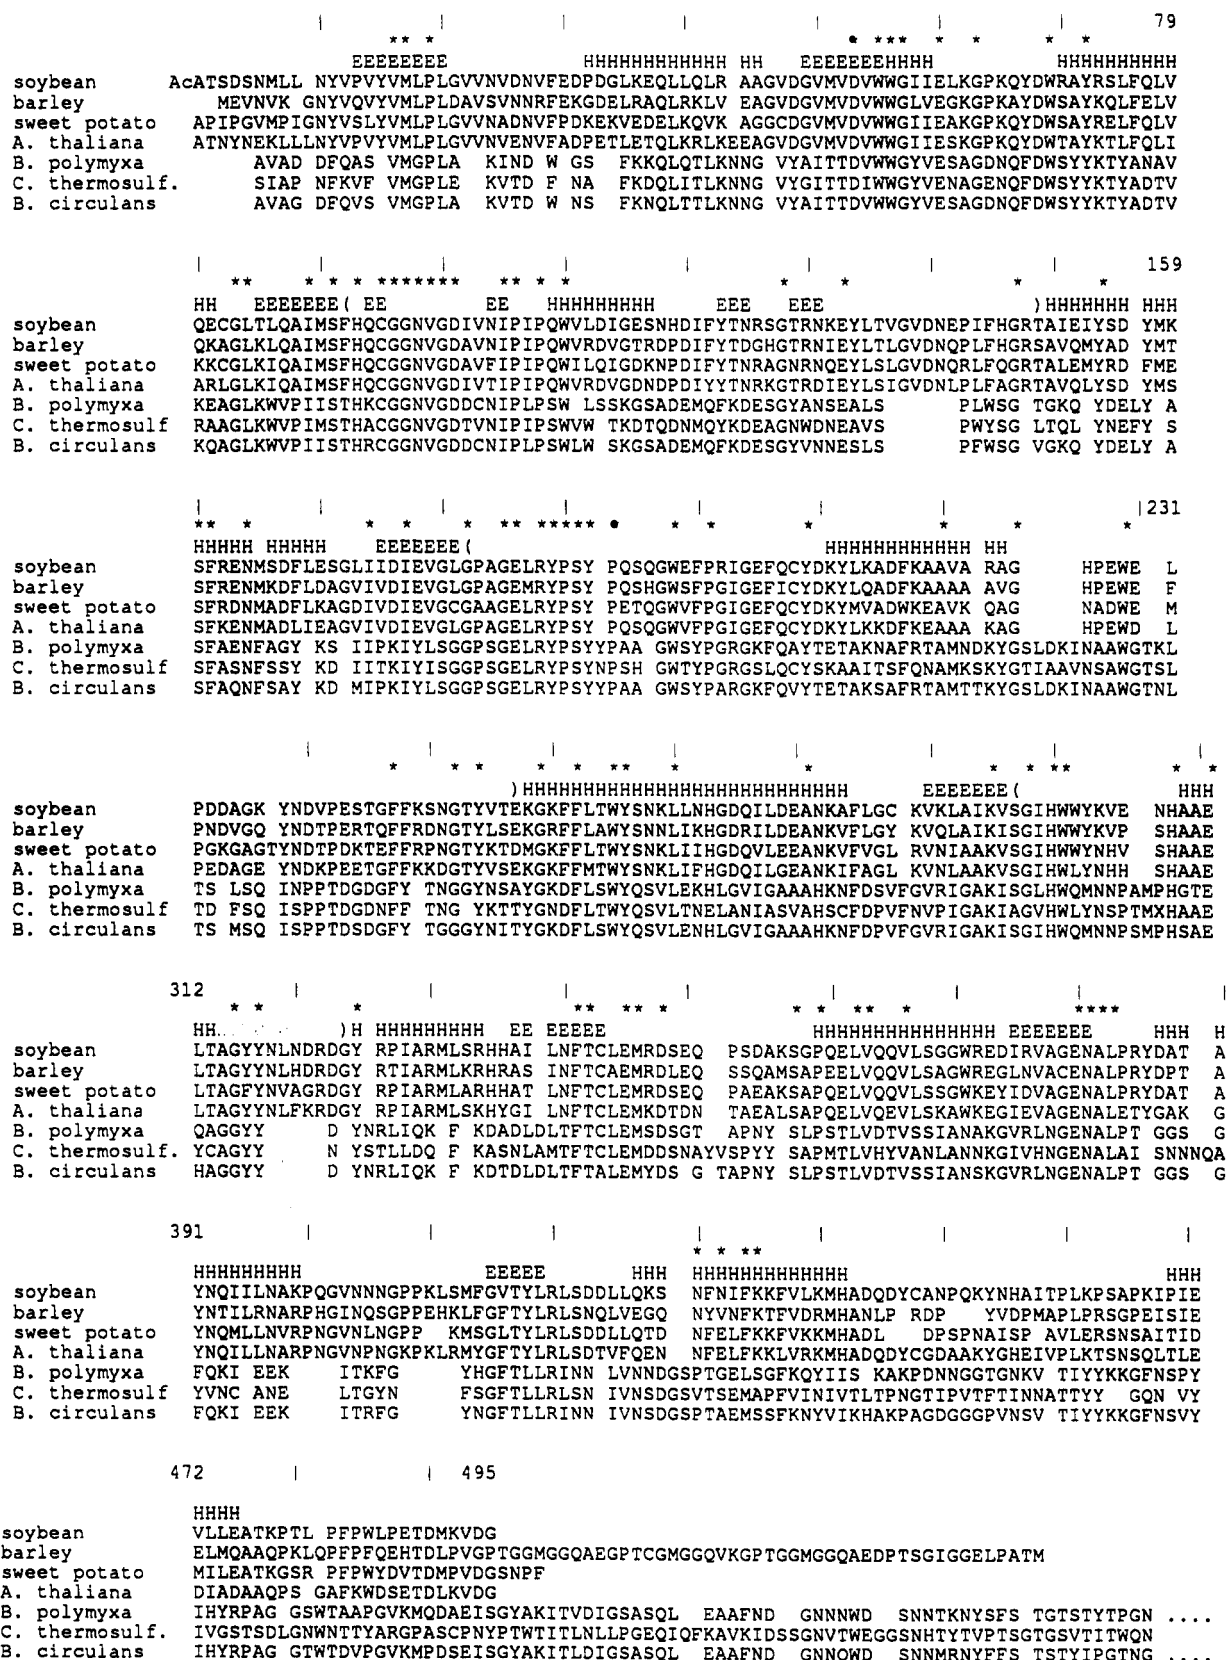 | | | | | | | 79
** * ● *** * * * *
EEEEEEEE HHHHHHHHHHHH HH EEEEEEEHHHH HHHHHHHHHH
soybean AcATSDSNMLL NYVPVYVMLPLGVVNVDNVFEDPDGLKEQLLQLR AAGVDGVMVDVWWGIIELKGPKQYDWRAYRSLFQLV
barley MEVNVK GNYVQVYVMLPLDAVSVNNRFEKGDELRAQLRKLV EAGVDGVMVDVWWGLVEGKGPKAYDWSAYKQLFELV
sweet potato APIPGVMPIGNYVSLYVMLPLGVVNADNVFPDKEKVEDELKQVK AGGCDGVMVDVWWGIIEAKGPKQYDWSAYRELFQLV
A. thaliana ATNYNEKLLLNYVPVYVMLPLGVVNVENVFADPETLETQLKRLKEEAGVDGVMVDVWWGIIESKGPKQYDWTAYKTLFQLI
B. polymyxa AVAD DFQAS VMGPLA KIND W GS FKKQLQTLKNNG VYAITTDVWWGYVESAGDNQFDWSYYKTYANAV
C. thermosulf. SIAP NFKVF VMGPLE KVTD F NA FKDQLITLKNNG VYGITTDIWWGYVENAGENQFDWSYYKTYADTV
B. circulans AVAG DFQVS VMGPLA KVTD W NS FKNQLTTLKNNG VYAITTDVWWGYVESAGDNQFDWSYYKTYADTV
| | | | | | | | 159
** * * * ******* ** * * * * * *
HH EEEEEEE( EE EE HHHHHHHHH EEE EEE )HHHHHHH HHH
soybean QECGLTLQAIMSFHQCGGNVGDIVNIPIPQWVLDIGESNHDIFYTNRSGTRNKEYLTVGVDNEPIFHGRTAIEIYSD YMK
barley QKAGLKLQAIMSFHQCGGNVGDAVNIPIPQWVRDVGTRDPDIFYTDGHGTRNIEYLTLGVDNQPLFHGRSAVQMYAD YMT
sweet potato KKCGLKIQAIMSFHQCGGNVGDAVFIPIPQWILQIGDKNPDIFYTNRAGNRNQEYLSLGVDNQRLFQGRTALEMYRD FME
A. thaliana ARLGLKIQAIMSFHQCGGNVGDIVTIPIPQWVRDVGDNDPDIYYTNRKGTRDIEYLSIGVDNLPLFAGRTAVQLYSD YMS
B. polymyxa KEAGLKWVPIISTHKCGGNVGDDCNIPLPSW LSSKGSADEMQFKDESGYANSEALS PLWSG TGKQ YDELY A
C. thermosulf RAAGLKWVPIMSTHACGGNVGDTVNIPIPSWVW TKDTQDNMQYKDEAGNWDNEAVS PWYSG LTQL YNEFY S
B. circulans KQAGLKWVPIISTHRCGGNVGDDCNIPLPSWLW SKGSADEMQFKDESGYVNNESLS PFWSG VGKQ YDELY A
| | | | | | | |231
** * * * * ** ***** ● * * * * * *
HHHHH HHHHH EEEEEEE( HHHHHHHHHHHH HH
soybean SFRENMSDFLESGLIIDIEVGLGPAGELRYPSY PQSQGWEFPRIGEFQCYDKYLKADFKAAVA RAG HPEWE L
barley SFRENMKDFLDAGVIVDIEVGLGPAGEMRYPSY PQSHGWSFPGIGEFICYDKYLQADFKAAAA AVG HPEWE F
sweet potato SFRDNMADFLKAGDIVDIEVGCGAAGELRYPSY PETQGWVFPGIGEFQCYDKYMVADWKEAVK QAG NADWE M
A. thaliana SFKENMADLIEAGVIVDIEVGLGPAGELRYPSY PQSQGWVFPGIGEFQCYDKYLKKDFKEAAA KAG HPEWD L
B. polymyxa SFAENFAGY KS IIPKIYLSGGPSGELRYPSYYPAA GWSYPGRGKFQAYTETAKNAFRTAMNDKYGSLDKINAAWGTKL
C. thermosulf SFASNFSSY KD IITKIYISGGPSGELRYPSYNPSH GWTYPGRGSLQCYSKAAITSFQNAMKSKYGTIAAVNSAWGTSL
B. circulans SFAQNFSAY KD MIPKIYLSGGPSGELRYPSYYPAA GWSYPARGKFQVYTETAKSAFRTAMTTKYGSLDKINAAWGTNL
| | | | | | | |
* * * * * ** * * * * ** * *
)HHHHHHHHHHHHHHHHHHHHHHHHHHH EEEEEEE( HHH
soybean PDDAGK YNDVPESTGFFKSNGTYVTEKGKFFLTWYSNKLLNHGDQILDEANKAFLGC KVKLAIKVSGIHWWYKVE NHAAE
barley PNDVGQ YNDTPERTQFFRDNGTYLSEKGRFFLAWYSNNLIKHGDRILDEANKVFLGY KVQLAIKISGIHWWYKVP SHAAE
sweet potato PGKGAGTYNDTPDKTEFFRPNGTYKTDMGKFFLTWYSNKLIIHGDQVLEEANKVFVGL RVNIAAKVSGIHWWYNHV SHAAE
A. thaliana PEDAGE YNDKPEETGFFKKDGTYVSEKGKFFMTWYSNKLIFHGDQILGEANKIFAGL KVNLAAKVSGIHWLYNHH SHAAE
B. polymyxa TS LSQ INPPTDGDGFY TNGGYNSAYGKDFLSWYQSVLEKHLGVIGAAAHKNFDSVFGVRIGAKISGLHWQMNNPAMPHGTE
C. thermosulf TD FSQ ISPPTDGDNFF TNG YKTTYGNDFLTWYQSVLTNELANIASVAHSCFDPVFNVPIGAKIAGVHWLYNSPTMXHAAE
B. circulans TS MSQ ISPPTDSDGFY TGGGYNITYGKDFLSWYQSVLENHLGVIGAAAHKNFDPVFGVRIGAKISGIHWQMNNPSMPHSAE
312 | | | | | | | |
* * * ** ** * * * ** * ****
HH )H HHHHHHHHH EE EEEEE HHHHHHHHHHHHHHH EEEEEEE HHH H
soybean LTAGYYNLNDRDGY RPIARMLSRHHAI LNFTCLEMRDSEQ PSDAKSGPQELVQQVLSGGWREDIRVAGENALPRYDAT A
barley LTAGYYNLHDRDGY RTIARMLKRHRAS INFTCAEMRDLEQ SSQAMSAPEELVQQVLSAGWREGLNVACENALPRYDPT A
sweet potato LTAGFYNVAGRDGY RPIARMLARHHAT LNFTCLEMRDSEQ PAEAKSAPQELVQQVLSSGWKEYIDVAGENALPRYDAT A
A. thaliana LTAGYYNLFKRDGY RPIARMLSKHYGI LNFTCLEMKDTDN TAEALSAPQELVQEVLSKAWKEGIEVAGENALETYGAK G
B. polymyxa QAGGYY D YNRLIQK F KDADLDLTFTCLEMSDSGT APNY SLPSTLVDTVSSIANAKGVRLNGENALPT GGS G
C. thermosulf. YCAGYY N YSTLLDQ F KASNLAMTFTCLEMDDSNAYVSPYY SAPMTLVHYVANLANNKGIVHNGENALAI SNNNQA
B. circulans HAGGYY D YNRLIQK F KDTDLDLTFTALEMYDS G TAPNY SLPSTLVDTVSSIANSKGVRLNGENALPT GGS G
391 | | | | | | | |
* * **
HHHHHHHHH EEEEE HHH HHHHHHHHHHHHH HHH
soybean YNQIILNAKPQGVNNNGPPKLSMFGVTYLRLSDDLLQKS NFNIFKKFVLKMHADQDYCANPQKYNHAITPLKPSAPKIPIE
barley YNTILRNARPHGINQSGPPEHKLFGFTYLRLSNQLVEGQ NYVNFKTFVDRMHANLP RDP YVDPMAPLPRSGPEISIE
sweet potato YNQMLLNVRPNGVNLNGPP KMSGLTYLRLSDDLLQTD NFELFKKFVKKMHADL DPSPNAISP AVLERSNSAITID
A. thaliana YNQILLNARPNGVNPNGKPKLRMYGFTYLRLSDTVFQEN NFELFKKLVRKMHADQDYCGDAAKYGHEIVPLKTSNSQLTLE
B. polymyxa FQKI EEK ITKFG YHGFTLLRINN LVNNDGSPTGELSGFKQYIIS KAKPDNNGGTGNKV TIYYKKGFNSPY
C. thermosulf YVNC ANE LTGYN FSGFTLLRLSN IVNSDGSVTSEMAPFVINIVTLTPNGTIPVTFTINNATTYY GQN VY
B. circulans FQKI EEK ITRFG YNGFTLLRINN IVNSDGSPTAEMSSFKNYVIKHAKPAGDGGGPVNSV TIYYKKGFNSVY
472 | | 495
HHHH
soybean VLLEATKPTL PFPWLPETDMKVDG
barley ELMQAAQPKLQPFPFQEHTDLPVGPTGGMGGQAEGPTCGMGGQVKGPTGGMGGQAEDPTSGIGGELPATM
sweet potato MILEATKGSR PFPWYDVTDMPVDGSNPF
A. thaliana DIADAAQPS GAFKWDSETDLKVDG
B. polymyxa IHYRPAG GSWTAAPGVKMQDAEISGYAKITVDIGSASQL EAAFND GNNNWD SNNTKNYSFS TGTSTYTPGN ....
C. thermosulf. IVGSTSDLGNWNTTYARGPASCPNYPTWTITLNLLPGEQIQFKAVKIDSSGNVTWEGGSNHTYTVPTSGTGSVTITWQN
B. circulans IHYRPAG GTWTDVPGVKMPDSEISGYAKITLDIGSASQL EAAFND GNNQWD SNNMRNYFFS TSTYIPGTNG ....